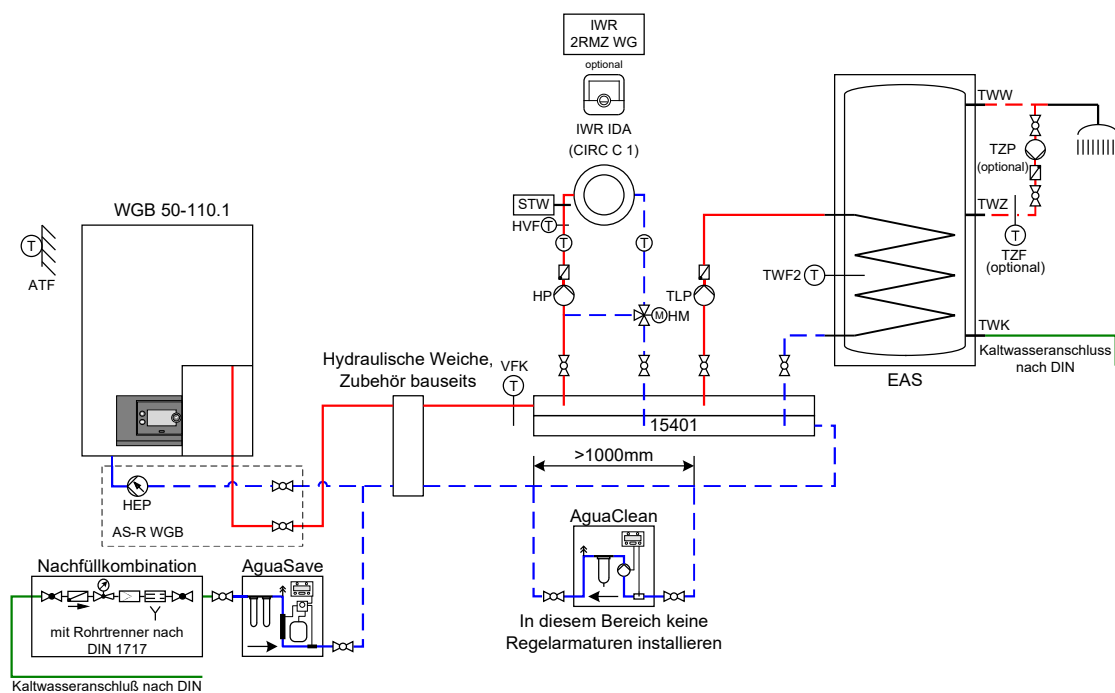 IWR
2RMZ WG
optional
IWR IDA
(CIRC C 1)
TWW
TZP
(optional)
STW
HVF T
T
T
TWZ
T
TZF
(optional)
WGB 50-110.1
T
ATF
TWF2 T
HP
TLP
M HM
TWK
Kaltwasseranschluss
nach DIN
EAS
Hydraulische Weiche,
Zubehör bauseits
VFK
T
15401
>1000mm
HEP
AS-R WGB
AguaClean
Nachfüllkombination
AguaSave
mit Rohrtrenner nach
DIN 1717
In diesem Bereich keine
Regelarmaturen installieren
Kaltwasseranschluß nach DIN